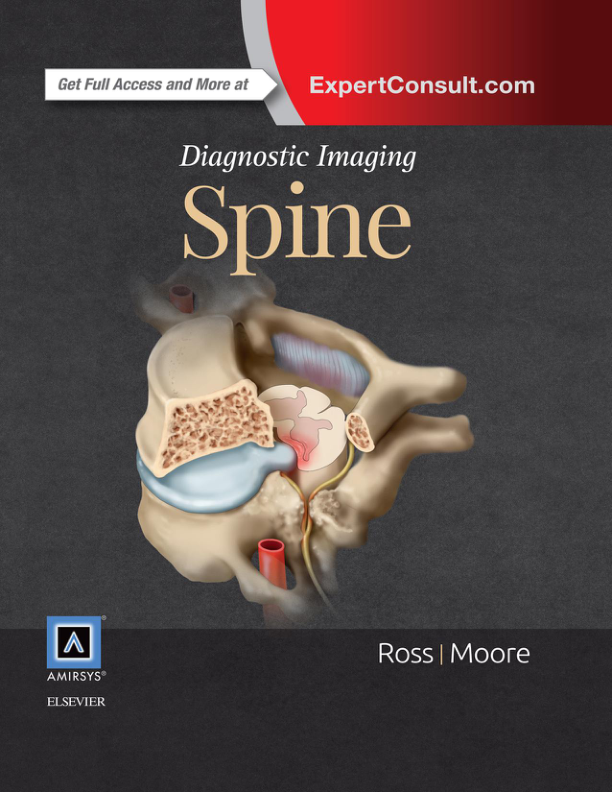 Get Full Access and More at
ExpertConsult.com
Diagnostic Imaging
Spine
Ross | Moore
AMIRSYS®
ELSEVIER